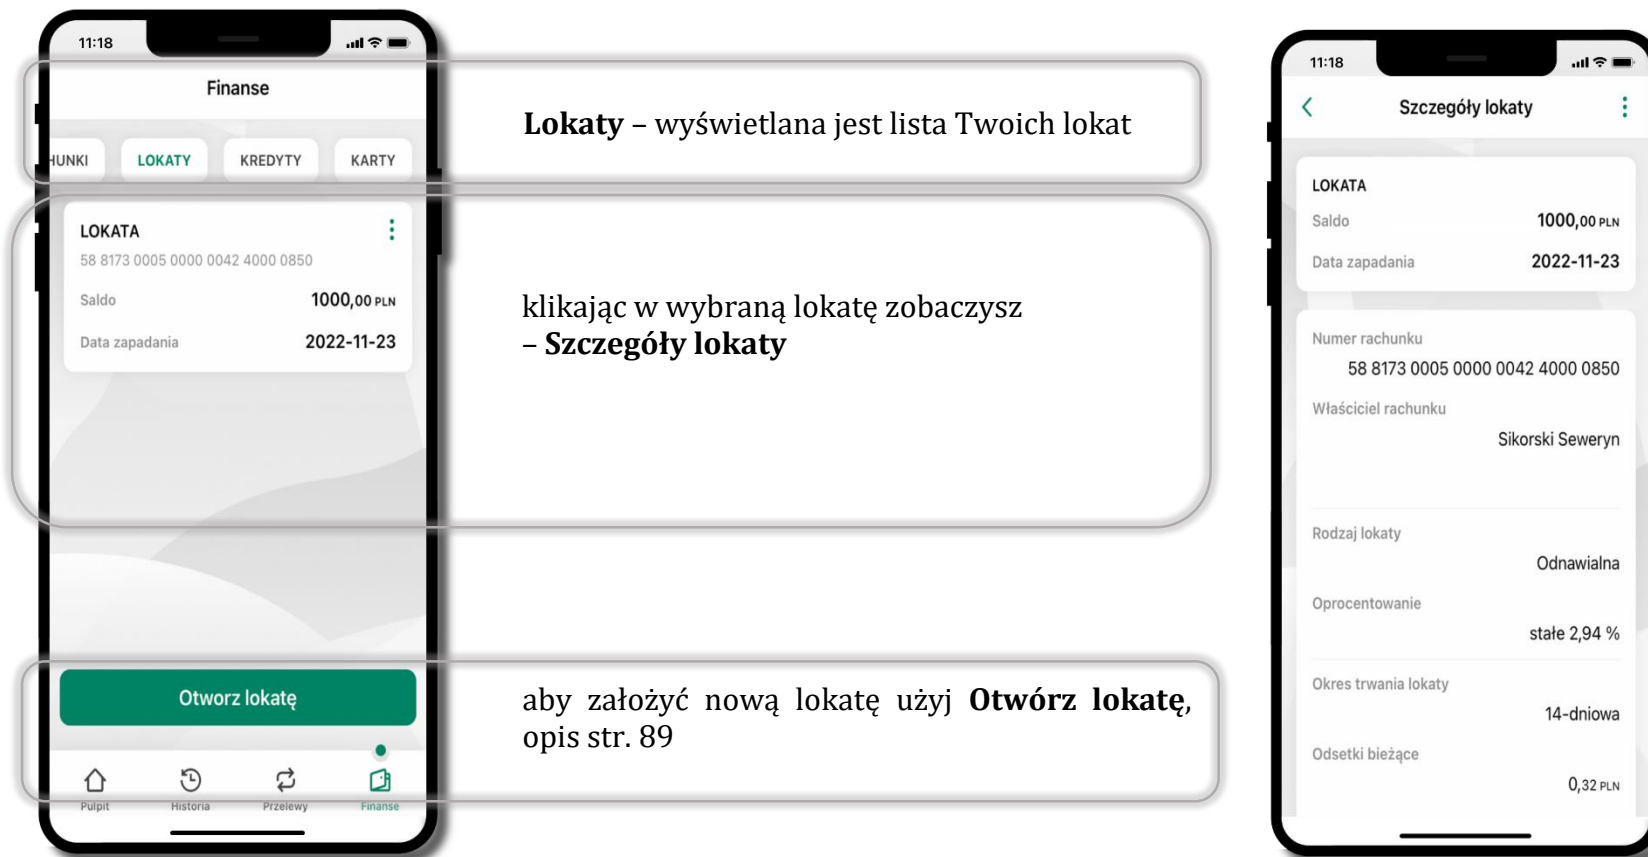 11:18
Finanse
HUNKI LOKATY KREDYTY KARTY
LOKATA
58 8173 0005 0000 0042 4000 0850
Saldo 1000,00 PLN
Data zapadania 2022-11-23
Otworz lokatę
Pulpit Historia Przelewy Finanse
Lokaty – wyświetlana jest lista Twoich lokat
klikając w wybraną lokatę zobaczysz
– Szczegóły lokaty
aby założyć nową lokatę użyj Otwórz lokatę,
opis str. 89
11:18
Szczegóły lokaty
LOKATA
Saldo 1000,00 PLN
Data zapadania 2022-11-23
Numer rachunku
58 8173 0005 0000 0042 4000 0850
Właściciel rachunku
Sikorski Seweryn
Rodzaj lokaty
Odnawialna
Oprocentowanie
stałe 2,94 %
Okres trwania lokaty
14-dniowa
Odsetki bieżące
0,32 PLN